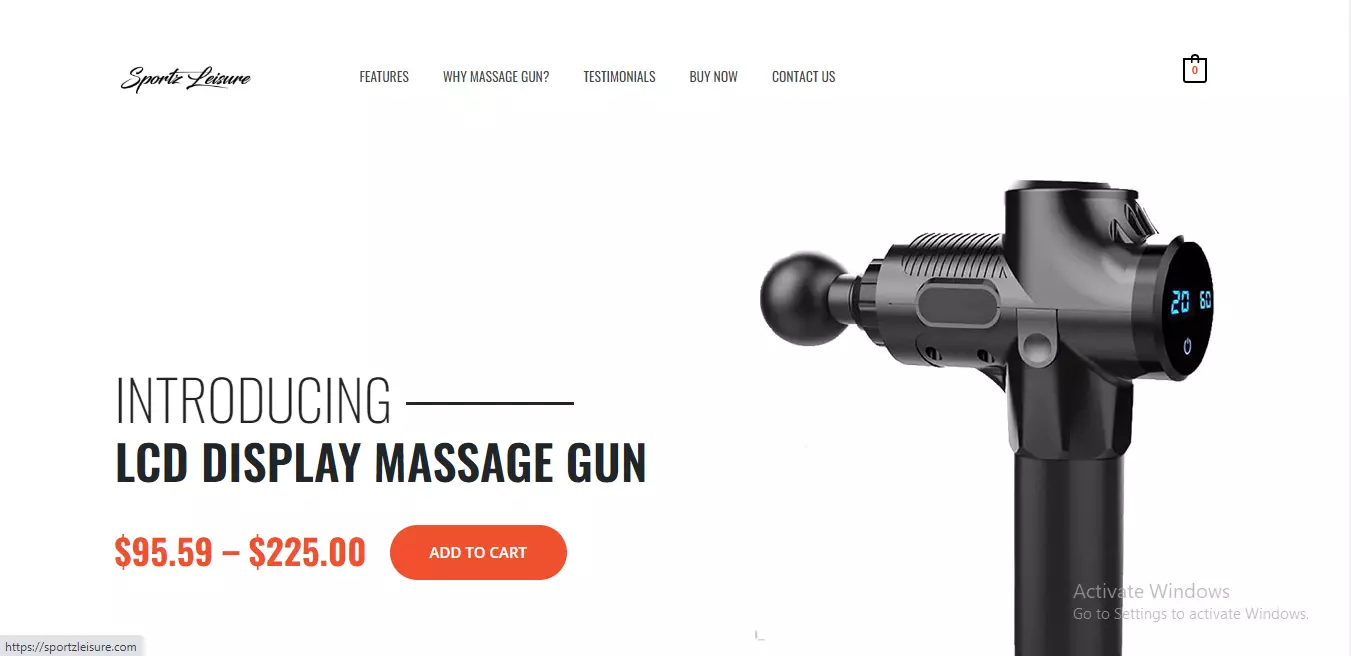 Sportz Leisure
FEATURES WHY MASSAGE GUN? TESTIMONIALS BUY NOW CONTACT US
0
20 60
INTRODUCING
LCD DISPLAY MASSAGE GUN
$95.59 – $225.00 ADD TO CART
Activate Windows
Go to Settings to activate Windows.
https://sportzleisure.com